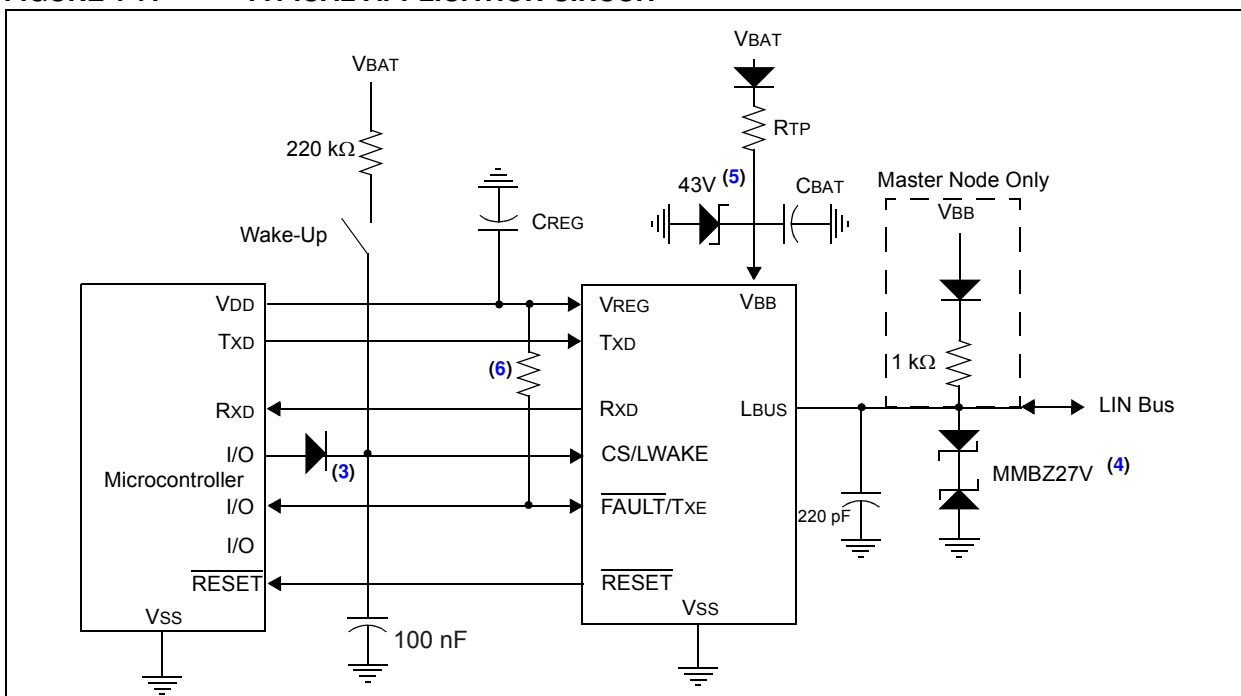 VBAT
VBAT
RTP
220 kΩ
43V (5)
CBAT
Master Node Only
VBB
CREG
Wake-Up
VDD
VREG
VBB
TXD
TXD
(6)
1 kΩ
RXD
RXD
LBUS
LIN Bus
I/O
(3)
CS/LWAKE
Microcontroller
MMBZ27V (4)
I/O
FAULT/TXE
220 pF
I/O
RESET
RESET
VSS
VSS
100 nF